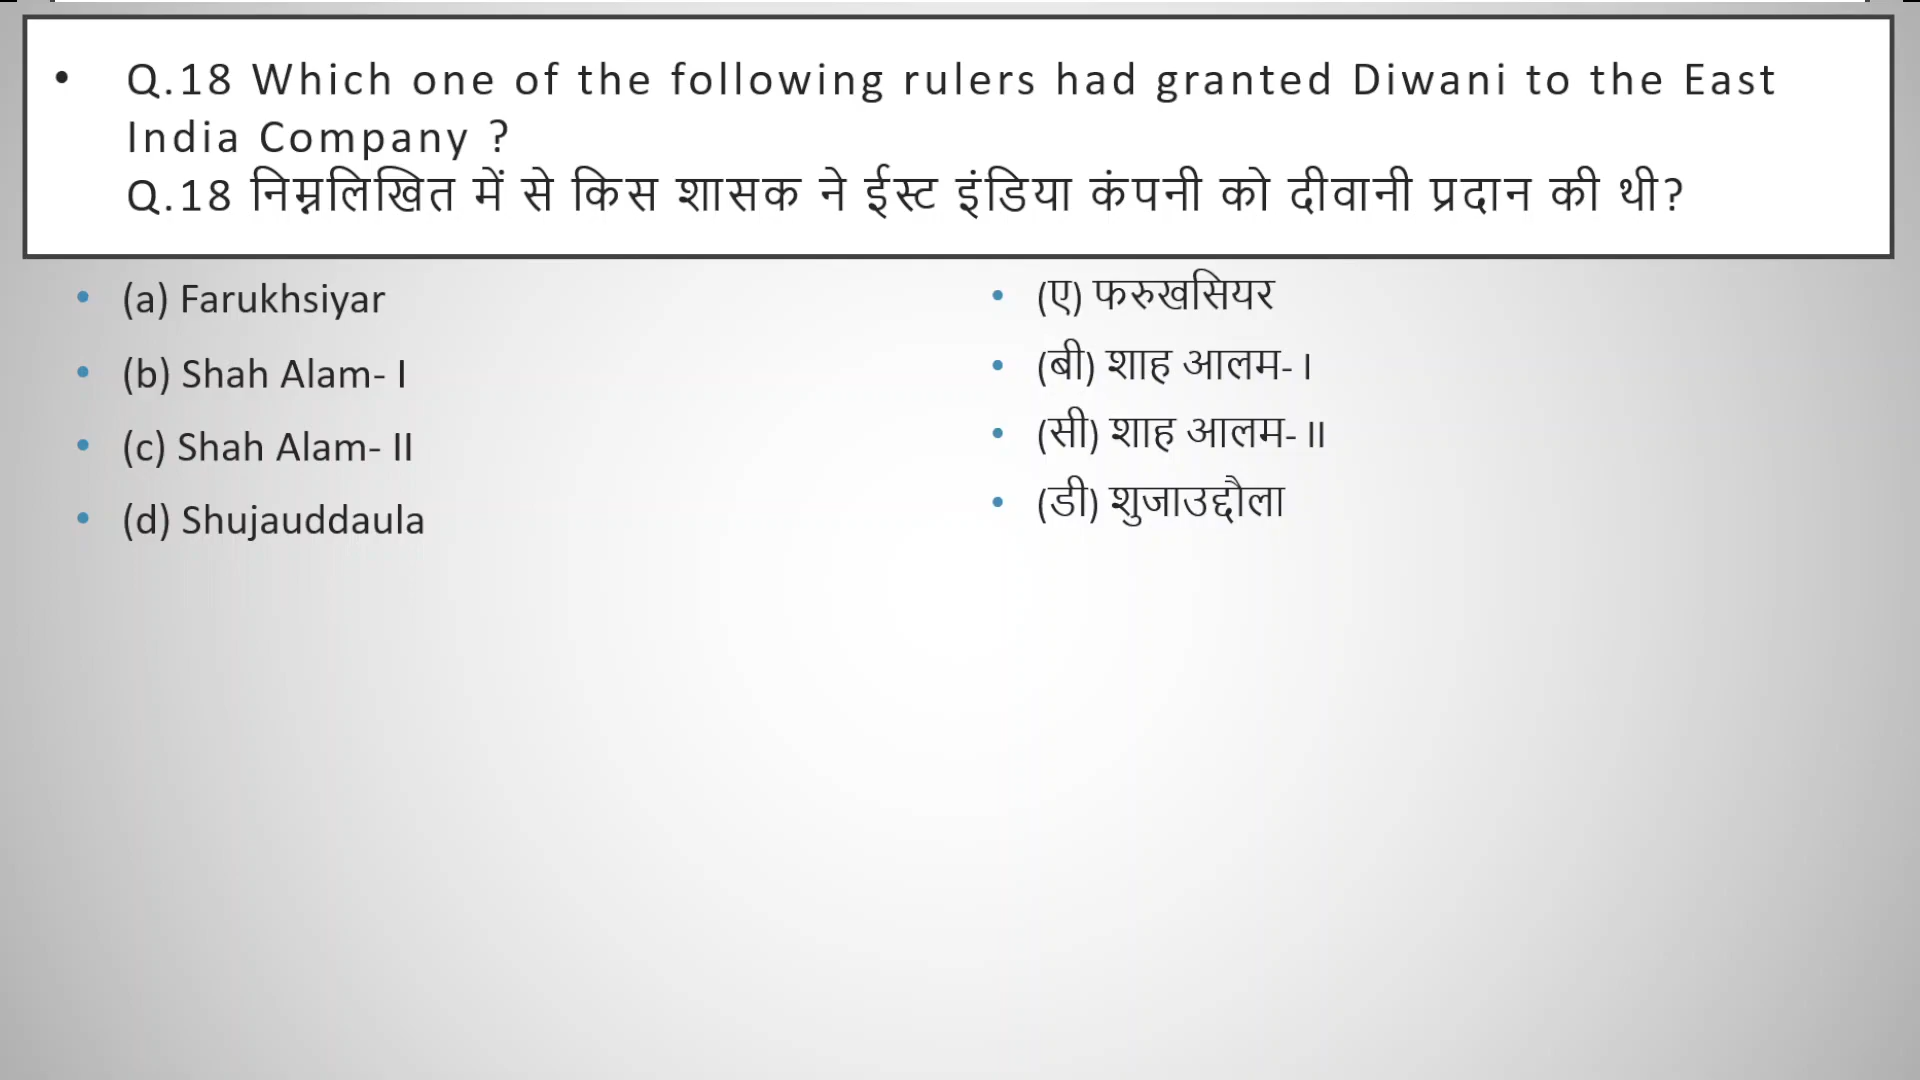 • Q.18 Which one of the following rulers had granted Diwani to the East
India Company ?
Q.18 निम्नलिखित में से किस शासक ने ईस्ट इंडिया कंपनी को दीवानी प्रदान की थी?
• (a) Farukhsiyar
• (b) Shah Alam- I
• (c) Shah Alam- II
• (d) Shujauddaula
• (ए) फरुखसियर
• (बी) शाह आलम- I
• (सी) शाह आलम- II
• (डी) शुजाउद्दौला